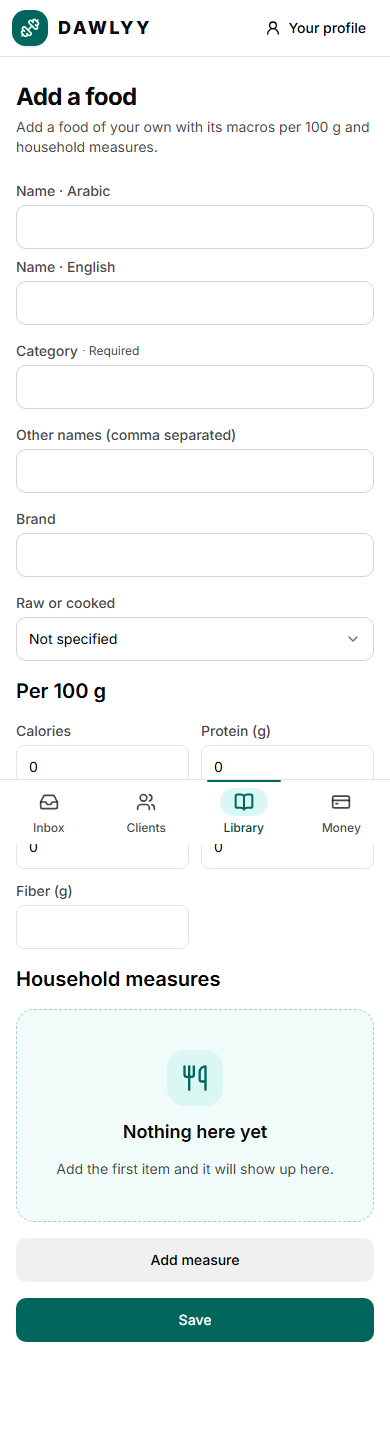 DAWLYY
Your profile
Add a food
Add a food of your own with its macros per 100 g and
household measures.
Name · Arabic
Name · English
Category · Required
Other names (comma separated)
Brand
Raw or cooked
Not specified
Per 100 g
Calories
Protein (g)
0
0
Inbox
Clients
Library
Money
0
0
Fiber (g)
Household measures
Nothing here yet
Add the first item and it will show up here.
Add measure
Save